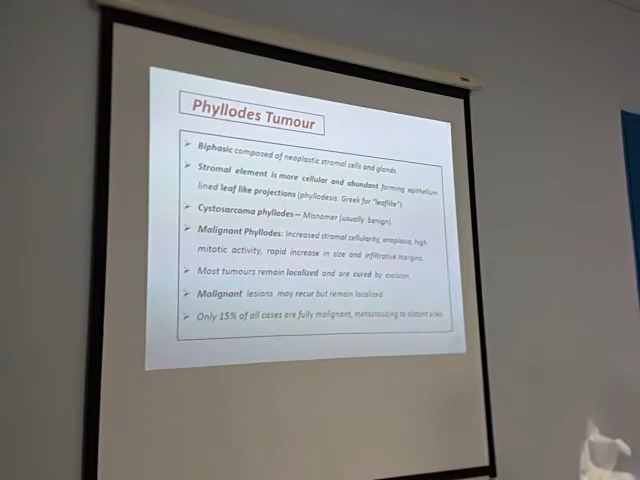 Phyllodes Tumour
➢ Biphasic composed of neoplastic stromal cells and glands.
➢ Stromal element is more cellular and abundant forming epithelium
lined leaf like projections (phyllodesis: Greek for "leaflike")
➢ Cystosarcoma phyllodes— Misnomer (usually benign)
➢ Malignant Phyllodes: Increased stromal cellularity, anaplasia, high
mitotic activity, rapid increase in size and infiltrative margins.
➢ Most tumours remain localized and are cured by excision.
➢ Malignant lesions may recur but remain localized.
➢ Only 15% of all cases are fully malignant, metastasizing to distant sites